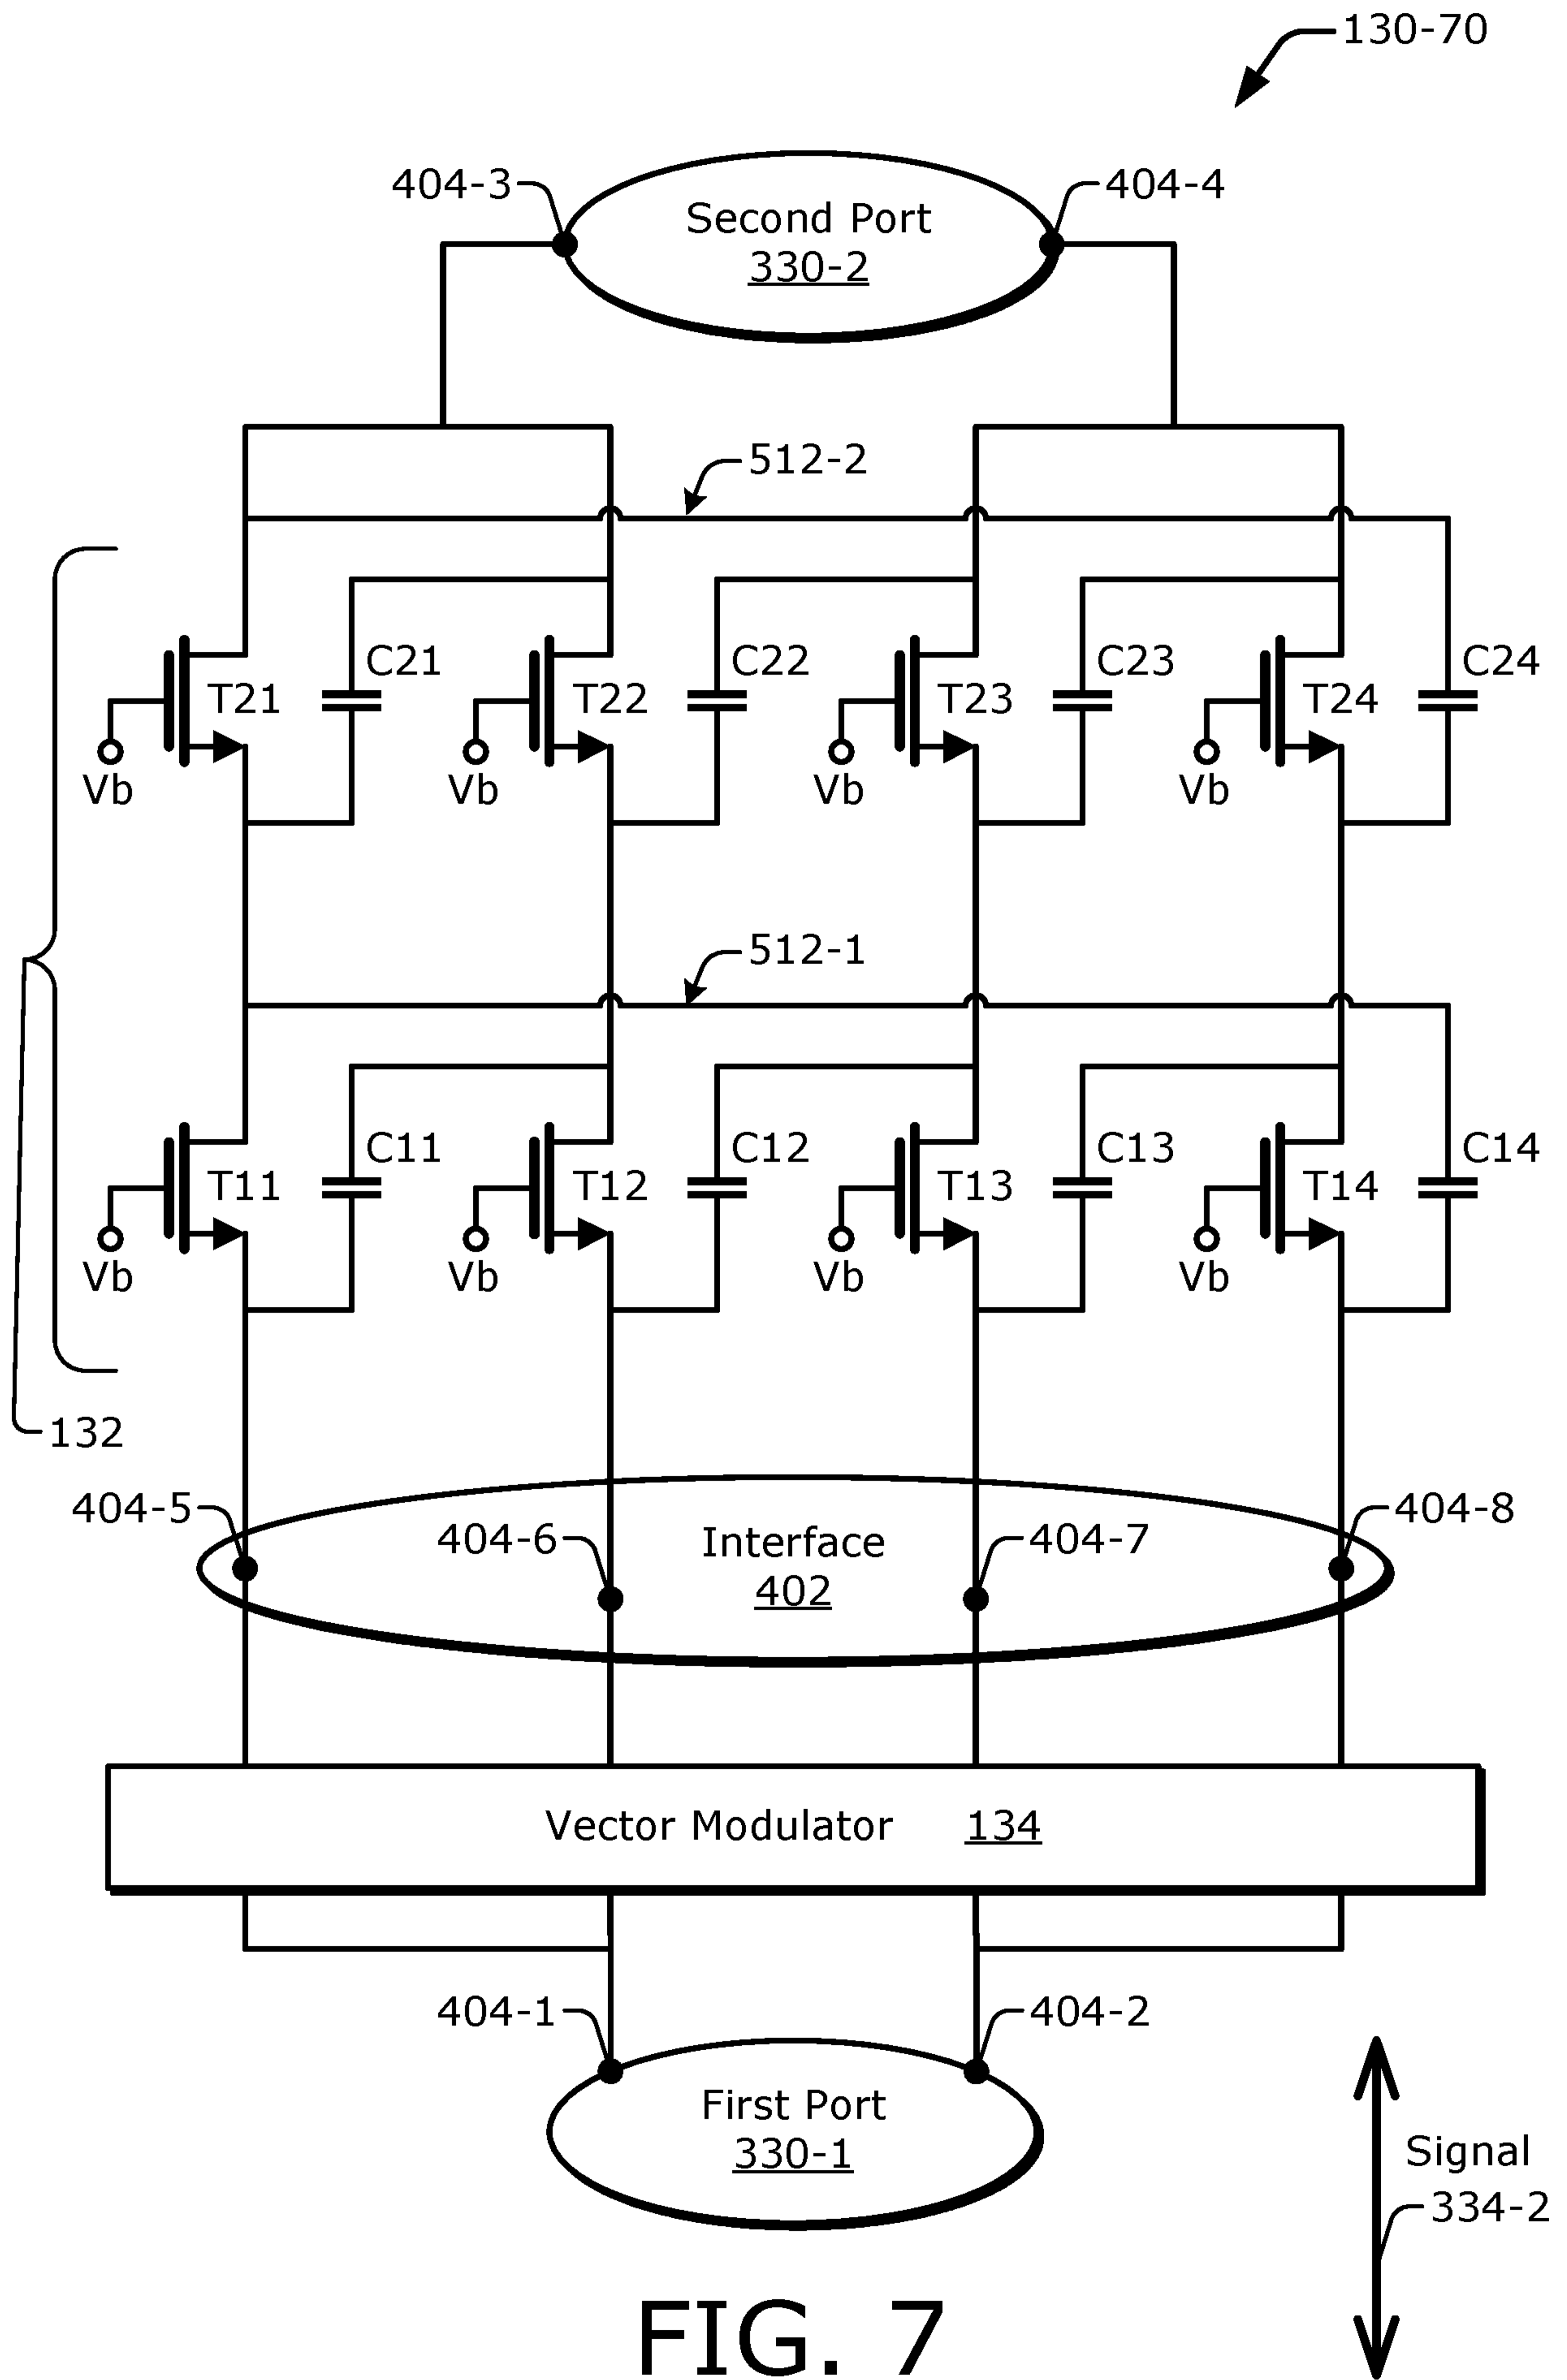 130-70
404-3
404-4
Second Port
330-2
512-2
C21
C22
C23
C24
T21
T22
T23
T24
Vb
Vb
Vb
Vb
512-1
C11
C12
C13
C14
T11
T12
T13
T14
Vb
Vb
Vb
Vb
132
404-5
404-6
Interface
402
404-7
404-8
Vector Modulator 134
404-1
404-2
First Port
330-1
Signal
334-2
FIG. 7